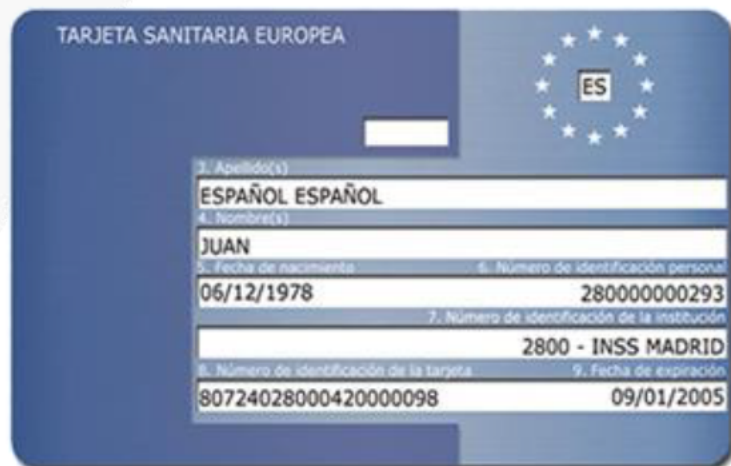 TARJETA SANITARIA EUROPEA
ES
3. Apellido(s)
ESPAÑOL ESPAÑOL
4. Nombre(s)
JUAN
5. Fecha de nacimiento 6. Número de identificación personal
06/12/1978 280000000293
7. Número de identificación de la institución
2800 - INSS MADRID
8. Número de identificación de la tarjeta 9. Fecha de expiración
80724028000420000098 09/01/2005